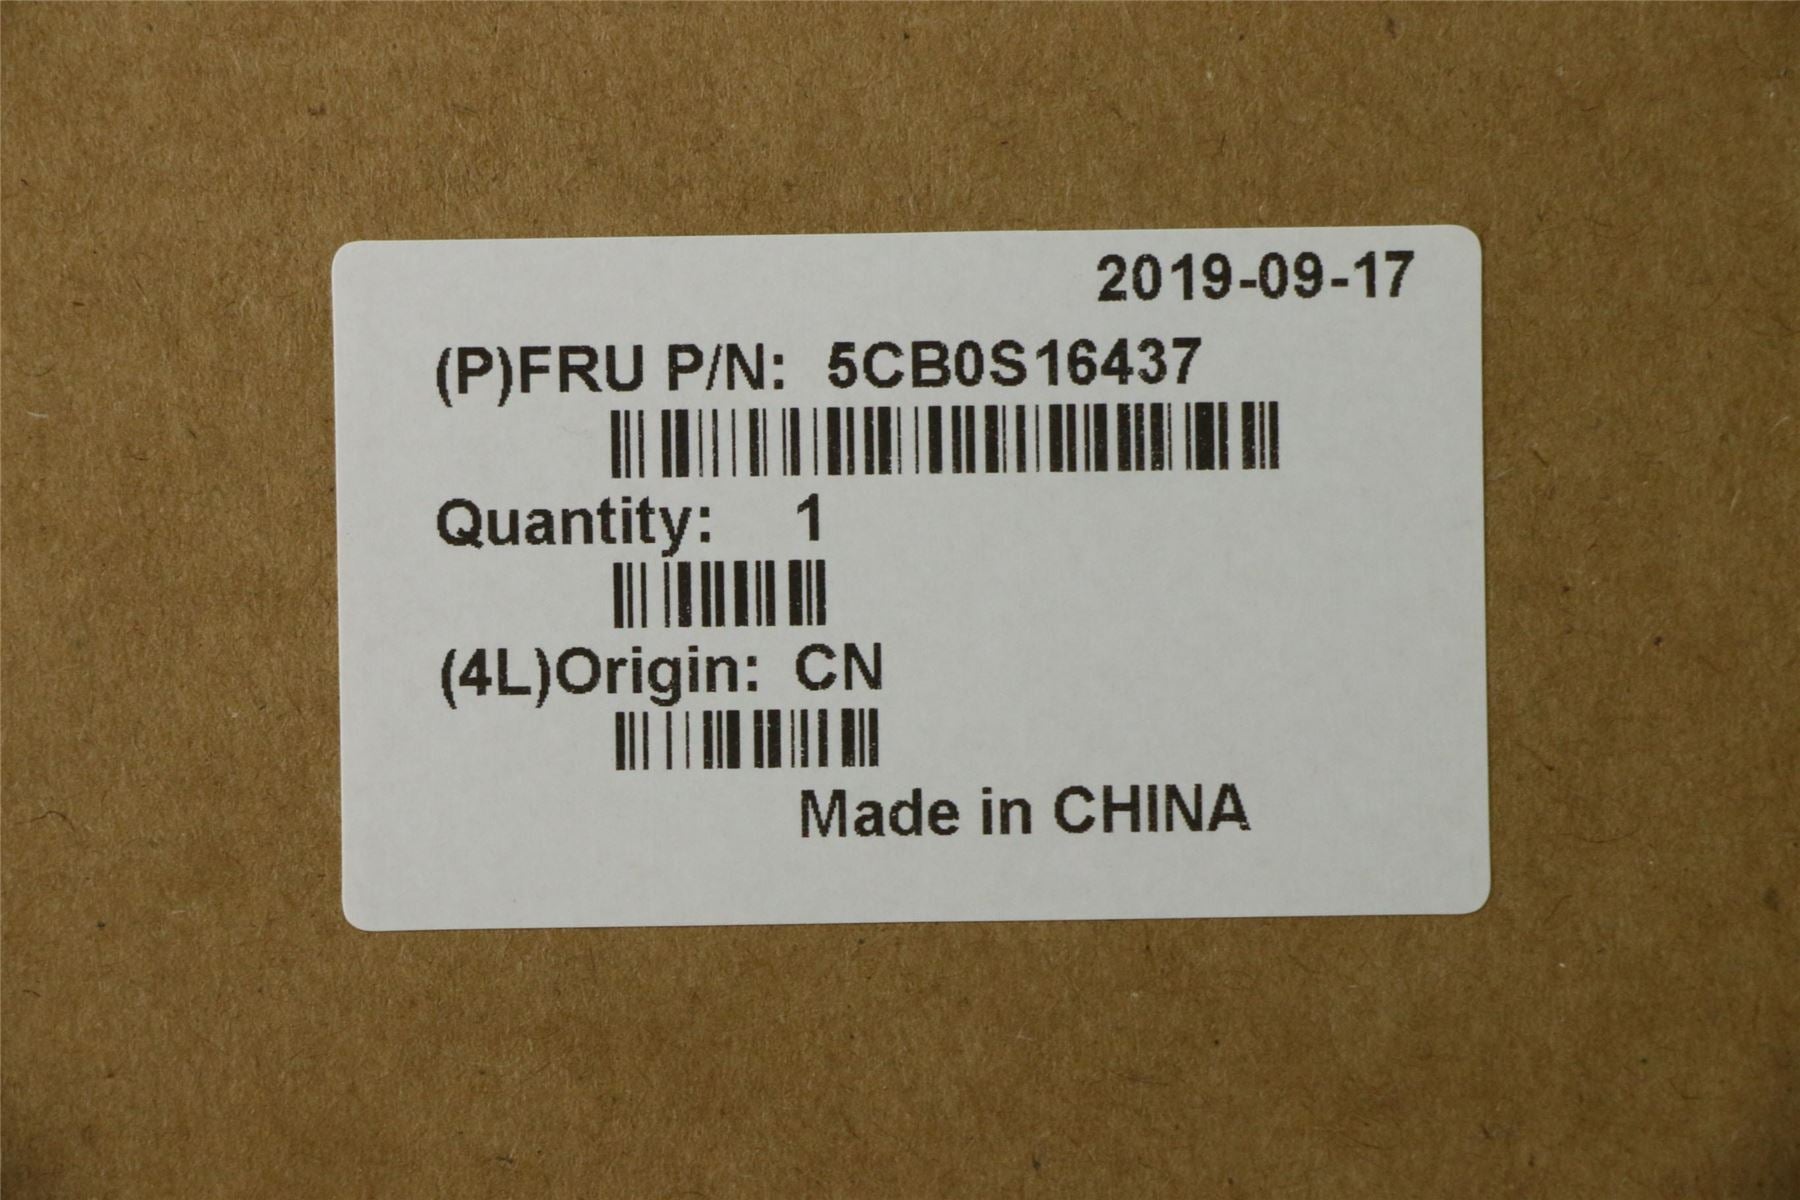 2019-09-17
(P)FRU P/N: 5CB0S16437
Quantity: 1
(4L)Origin: CN
Made in CHINA